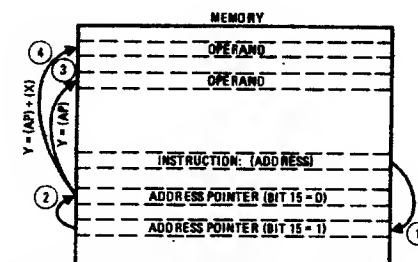 MEMORY
④ OPERAND
③
OPERAND
Y = (AP) + (X)
Y = (AP)
INSTRUCTION: (ADDRESS)
② ADDRESS POINTER (BIT 15 = 0)
ADDRESS POINTER (BIT 15 = 1) ①